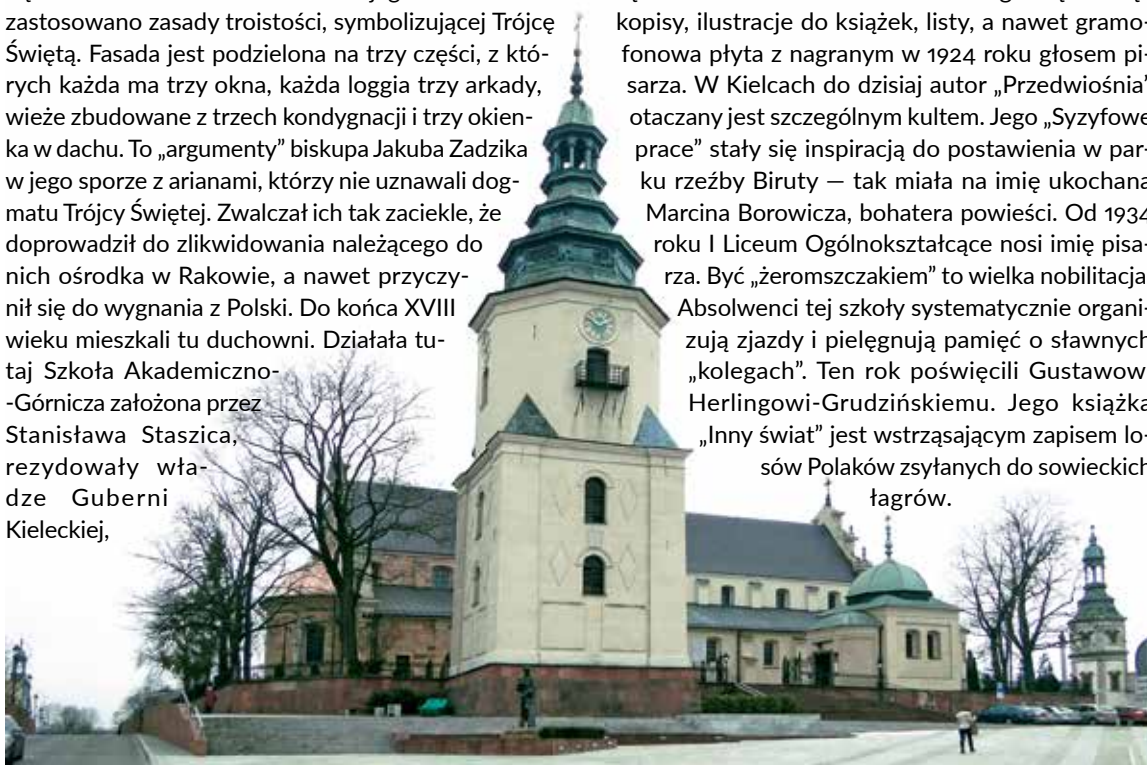 zastosowano zasady troistości, symbolizującej Trójcę
Świętą. Fasada jest podzielona na trzy części, z któ-
rych każda ma trzy okna, każda loggia trzy arkady,
wieże zbudowane z trzech kondygnacji i trzy okien-
ka w dachu. To „argumenty” biskupa Jakuba Zadzika
w jego sporze z arianami, którzy nie uznawali dog-
matu Trójcy Świętej. Zwalczał ich tak zaciekle, że
doprowadził do zlikwidowania należącego do
nich ośrodka w Rakowie, a nawet przyczy-
nił się do wygnania z Polski. Do końca XVIII
wieku mieszkali tu duchowni. Działała tu-
taj Szkoła Akademiczno-
-Górnicza założona przez
Stanisława Staszica,
rezydowały wła-
dze Guberni
Kieleckiej,
kopisy, ilustracje do książek, listy, a nawet gramo-
fonowa płyta z nagranym w 1924 roku głosem pi-
sarza. W Kielcach do dzisiaj autor „Przedwiośnia”
otaczany jest szczególnym kultem. Jego „Syzyfowe
prace” stały się inspiracją do postawienia w par-
ku rzeźby Biruty — tak miała na imię ukochana
Marcina Borowicza, bohatera powieści. Od 1934
roku I Liceum Ogólnokształcące nosi imię pisa-
rza. Być „żeromszczakiem” to wielka nobilitacja
Absolwenci tej szkoły systematycznie organi-
zują zjazdy i pielęgnują pamięć o sławnych
„kolegach”. Ten rok poświęcili Gustawow
Herlingowi-Grudzińskiemu. Jego książka
„Inny świat” jest wstrząsającym zapisem lo-
sów Polaków zsyłanych do sowieckich
łagrów.